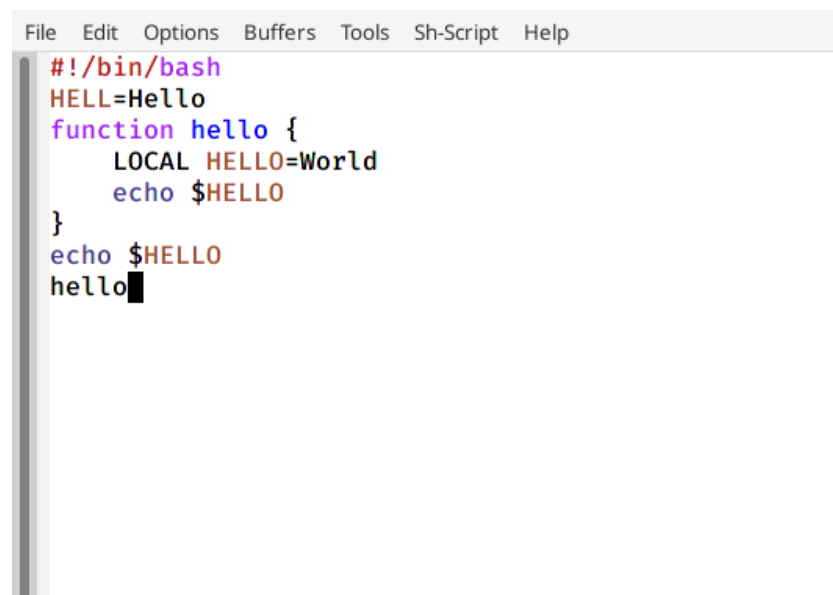 File Edit Options Buffers Tools Sh-Script Help
#!/bin/bash
HELL=Hello
function hello {
    LOCAL HELLO=World
    echo $HELLO
}
echo $HELLO
hello